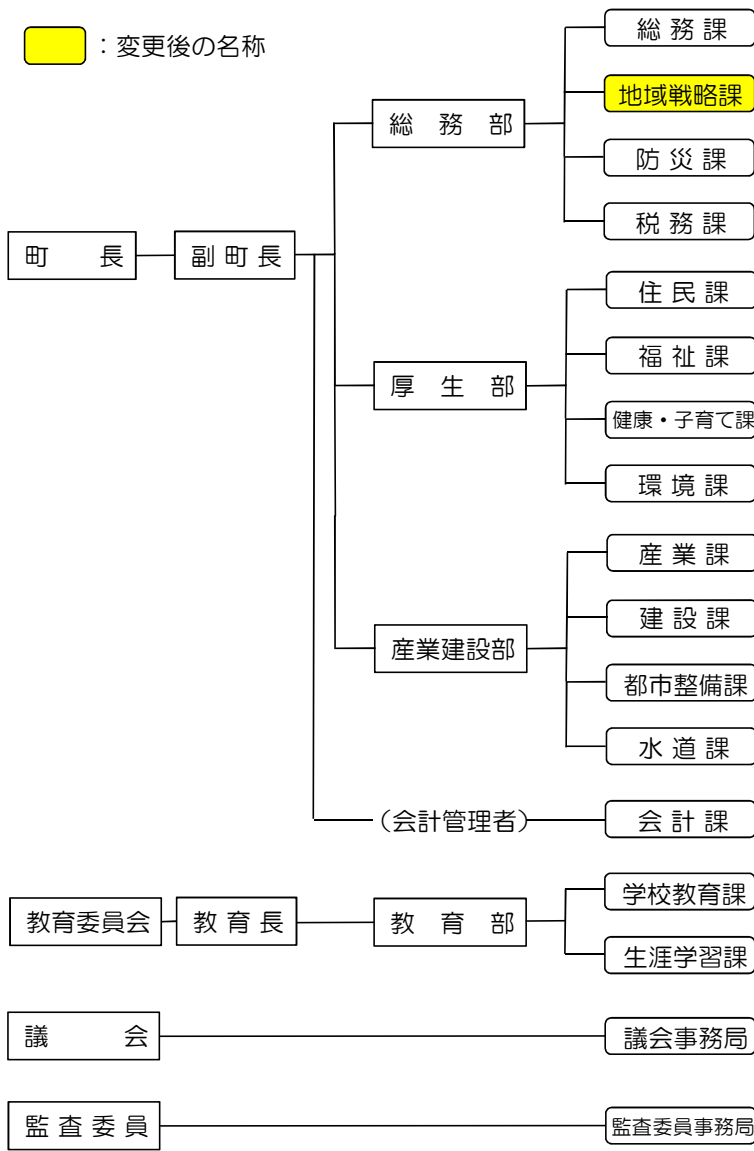 ：変更後の名称
総務課
地域戦略課
総務部
防災課
税務課
町長
副町長
住民課
福祉課
厚生部
健康・子育て課
環境課
産業課
建設課
産業建設部
都市整備課
水道課
（会計管理者）
会計課
学校教育課
教育委員会
教育長
教育部
生涯学習課
議会
議会事務局
監査委員
監査委員事務局